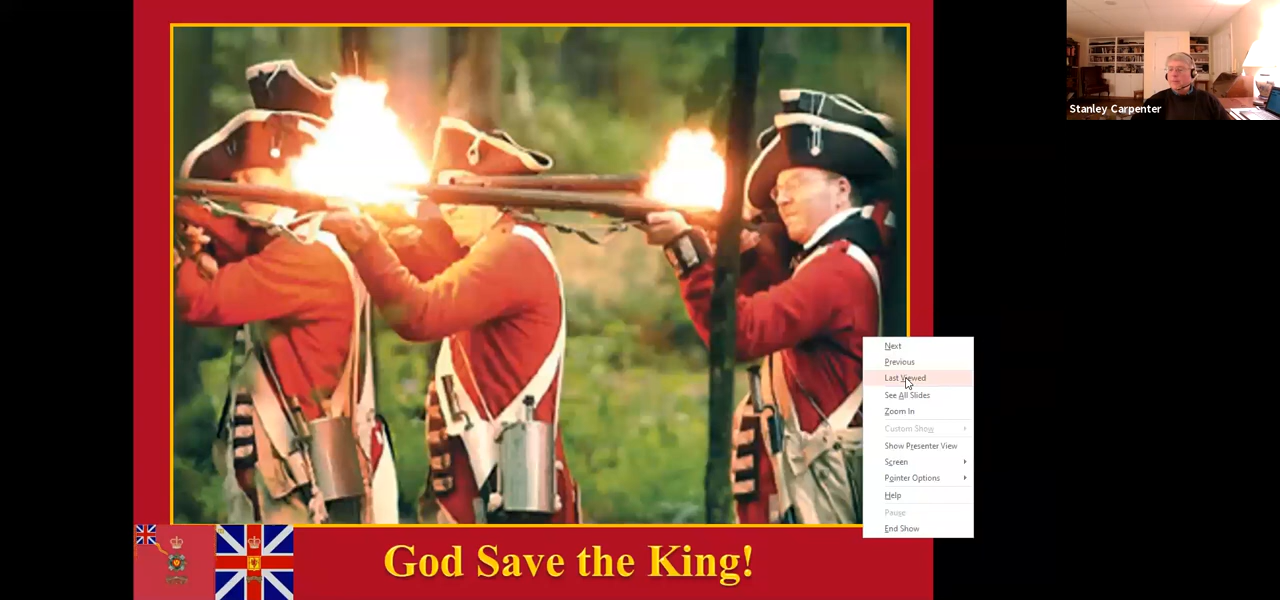 Stanley Carpenter
Next
Previous
Last Viewed
See All Slides
Zoom In
Custom Show
Show Presenter View
Screen
Pointer Options
Help
Pause
End Show
God Save the King!